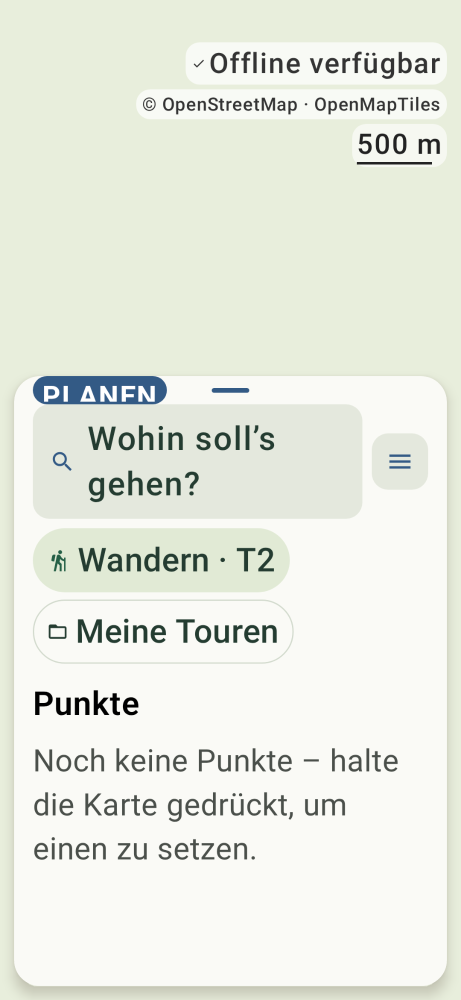 Offline verfügbar
© OpenStreetMap · OpenMapTiles
500 m
PLANEN
Wohin soll’s
gehen?
Wandern · T2
Meine Touren
Punkte
Noch keine Punkte – halte
die Karte gedrückt, um
einen zu setzen.